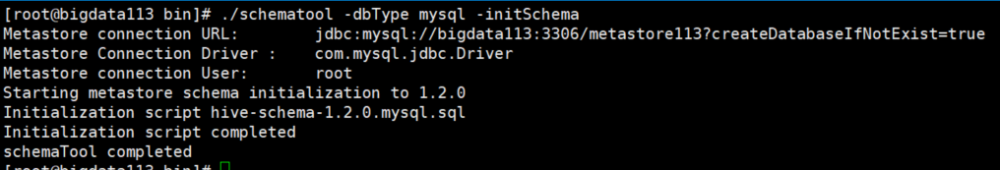 [root@bigdata113 bin]# ./schematool -dbType mysql -initSchema
Metastore connection URL:        jdbc:mysql://bigdata113:3306/metastore113?createDatabaseIfNotExist=true
Metastore Connection Driver :    com.mysql.jdbc.Driver
Metastore connection User:       root
Starting metastore schema initialization to 1.2.0
Initialization script hive-schema-1.2.0.mysql.sql
Initialization script completed
schemaTool completed
[root@bigdata113 bin]#